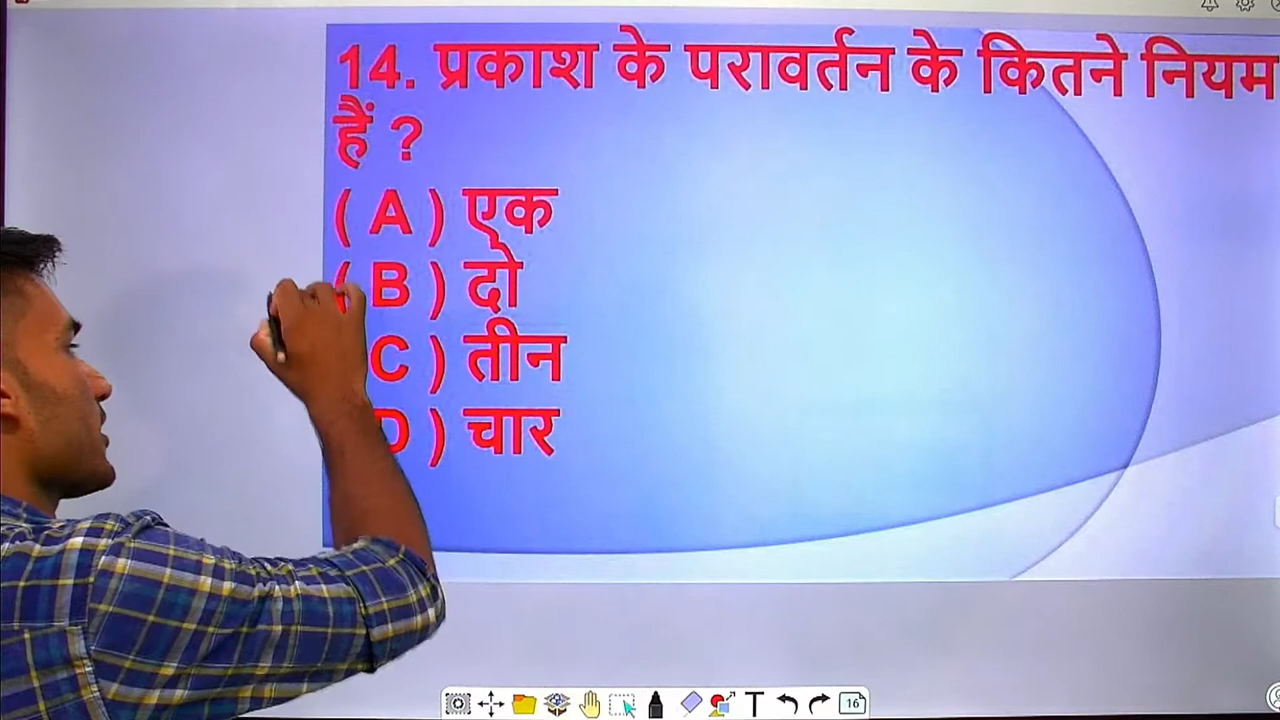 14. प्रकाश के परावर्तन के कितने नियम
हैं ?
( A ) एक
( B ) दो
C ) तीन
D ) चार
T
16